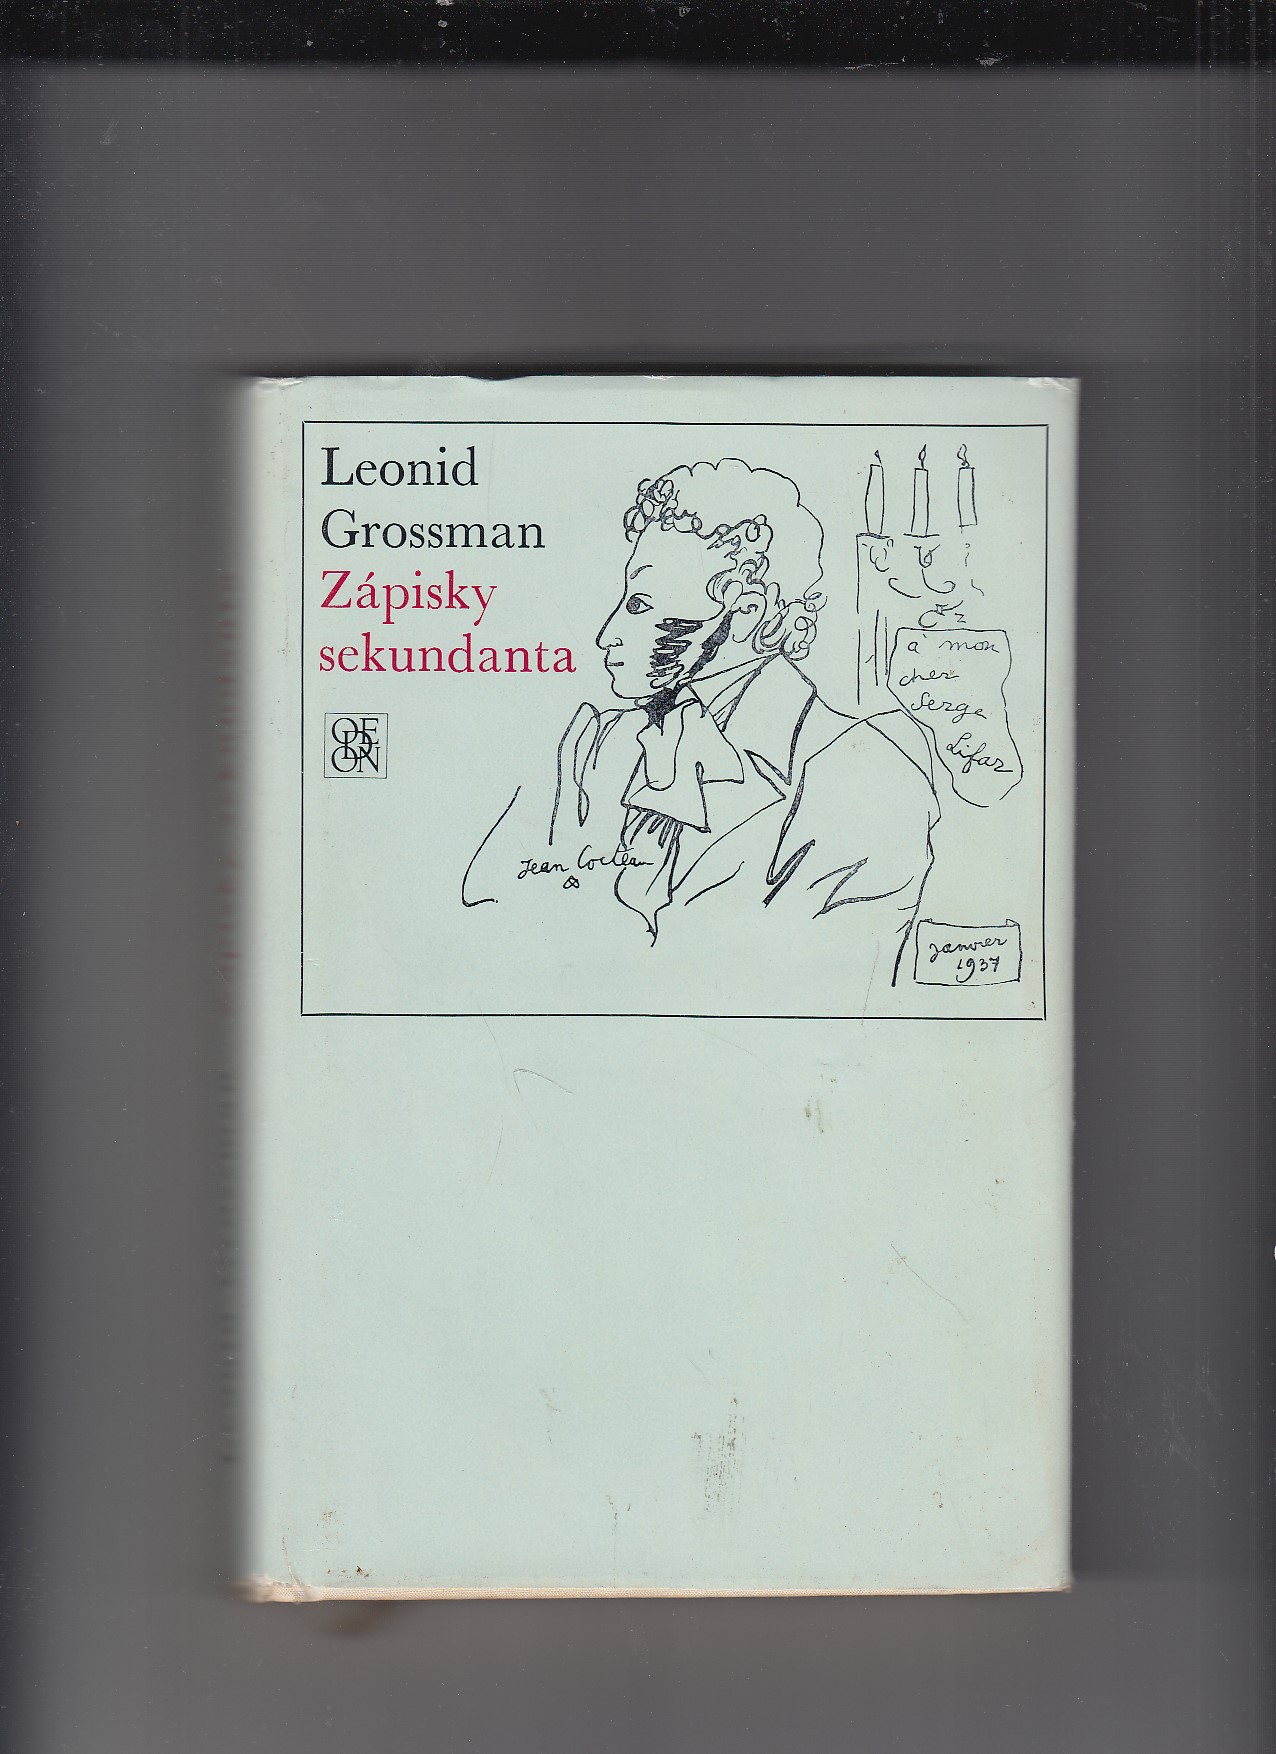 Leonid
Grossman
Zápisky
sekundanta
ODEON
à mon
cher
Serge
Lifar
Jean Cocteau
janvier
1937